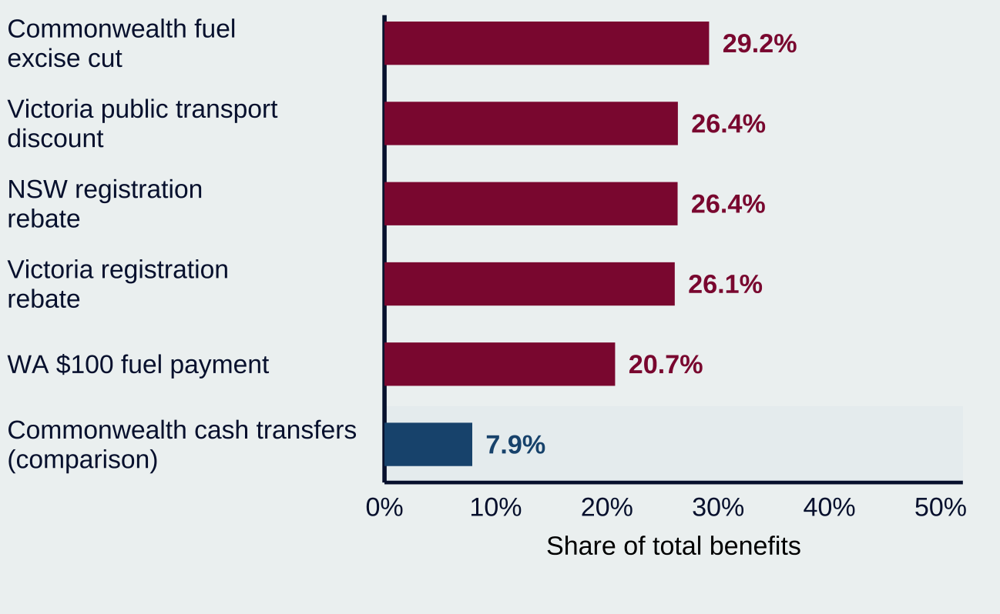 Commonwealth fuel
excise cut
29.2%
Victoria public transport
discount
26.4%
NSW registration
rebate
26.4%
Victoria registration
rebate
26.1%
WA $100 fuel payment
20.7%
Commonwealth cash transfers
(comparison)
7.9%
0% 10% 20% 30% 40% 50%
Share of total benefits